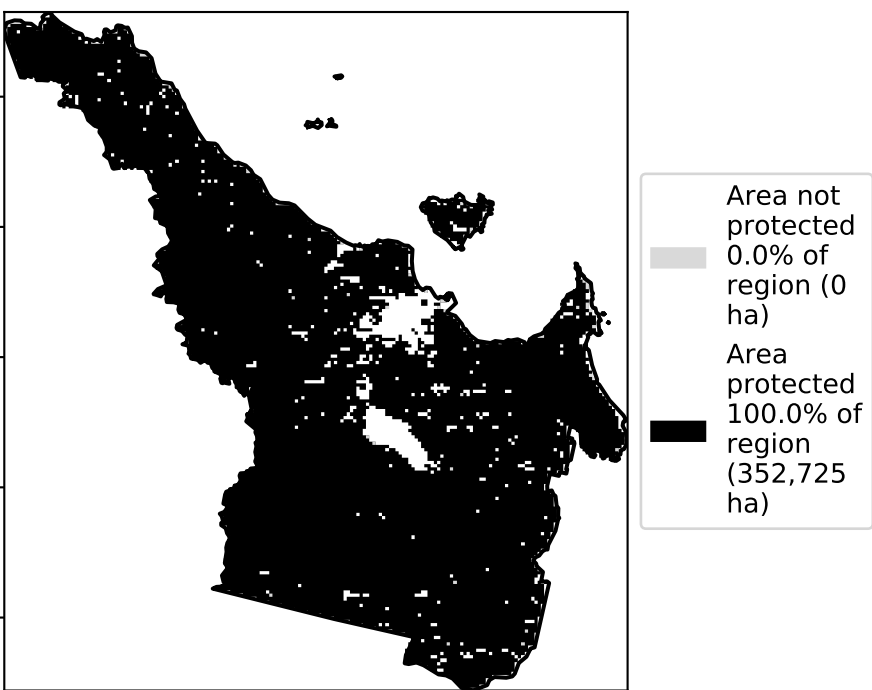 Area not
protected
0.0% of
region (0
ha)
Area
protected
100.0% of
region
(352,725
ha)